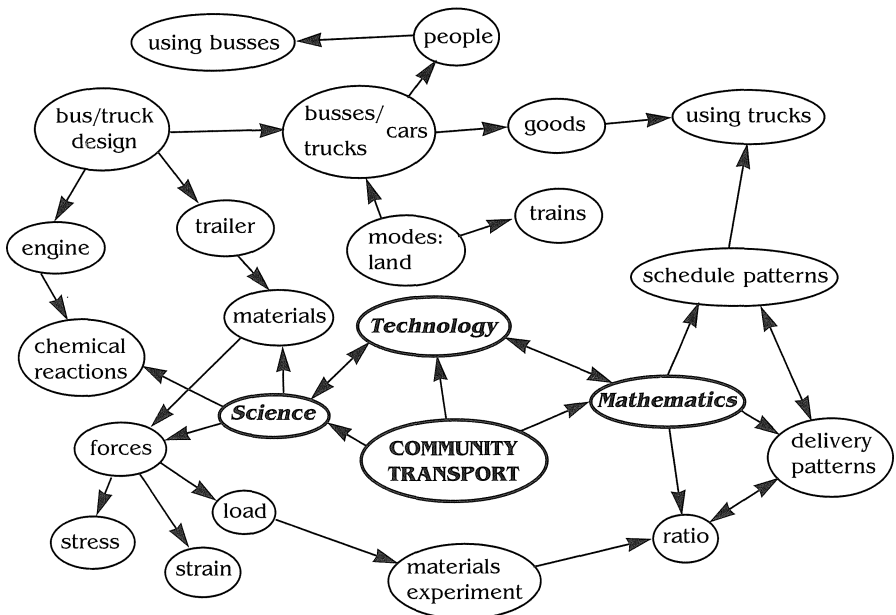 using busses
people
bus/truck
design
busses/
cars
trucks
goods
using trucks
trailer
trains
engine
modes:
land
schedule patterns
materials
Technology
chemical
reactions
Science
Mathematics
COMMUNITY
TRANSPORT
forces
delivery
patterns
load
stress
strain
ratio
materials
experiment